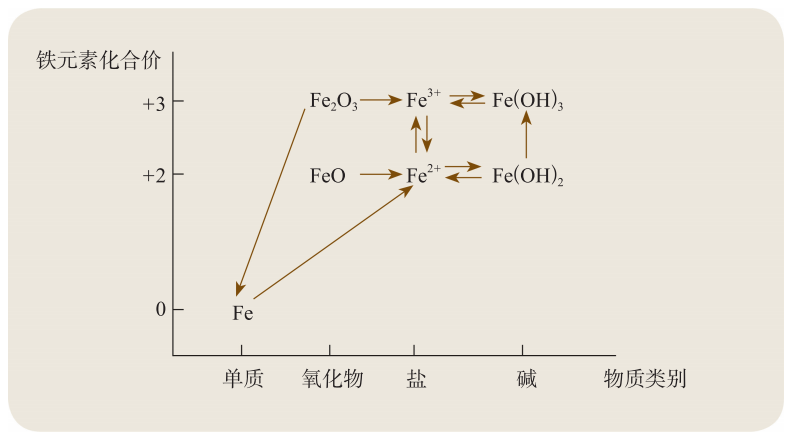 铁元素化合价
+3 Fe₂O₃ Fe³⁺ Fe(OH)₃
+2 FeO Fe²⁺ Fe(OH)₂
0
Fe
单质 氧化物 盐 碱 物质类别